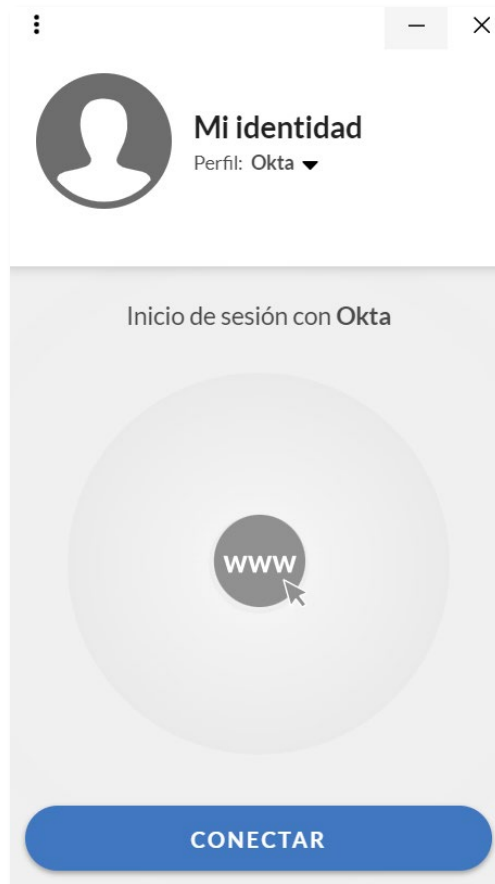 Mi identidad
Perfil: Okta
Inicio de sesión con Okta
www
CONECTAR